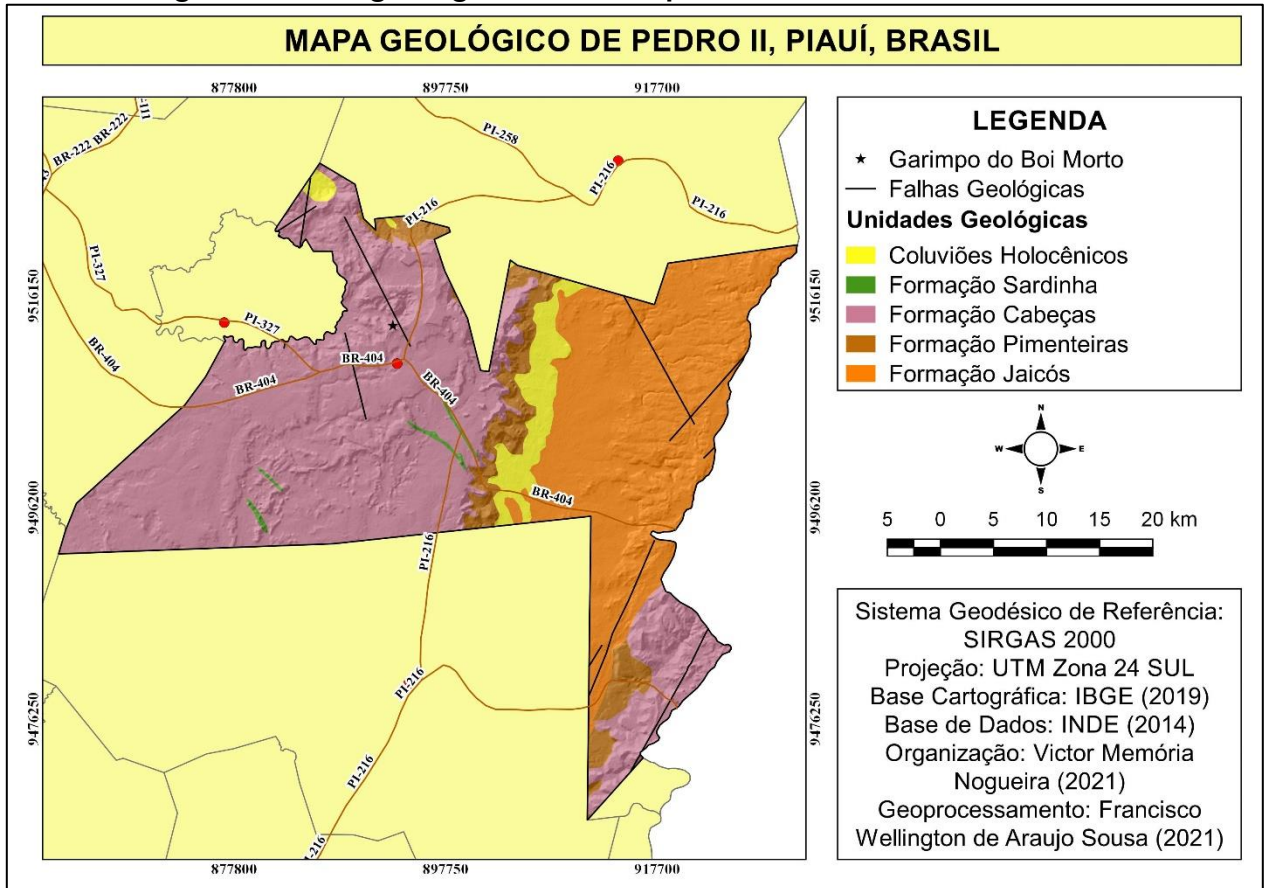 MAPA GEOLÓGICO DE PEDRO II, PIAUÍ, BRASIL
877800 897750 917700
BR-222 BR-222
PI-258
PI-216
PI-216
PI-216
PI-327
PI-327
BR-404
BR-404
BR-404
BR-404
BR-404
PI-216
PI-216
PI-216
9516150
9496200
9476250
9516150
9496200
9476250
877800 897750 917700
LEGENDA
Garimpo do Boi Morto
Falhas Geológicas
Unidades Geológicas
Coluviões Holocênicos
Formação Sardinha
Formação Cabeças
Formação Pimenteiras
Formação Jaicós
N
W E
S
5 0 5 10 15 20 km
Sistema Geodésico de Referência:
SIRGAS 2000
Projeção: UTM Zona 24 SUL
Base Cartográfica: IBGE (2019)
Base de Dados: INDE (2014)
Organização: Victor Memória
Nogueira (2021)
Geoprocessamento: Francisco
Wellington de Araujo Sousa (2021)